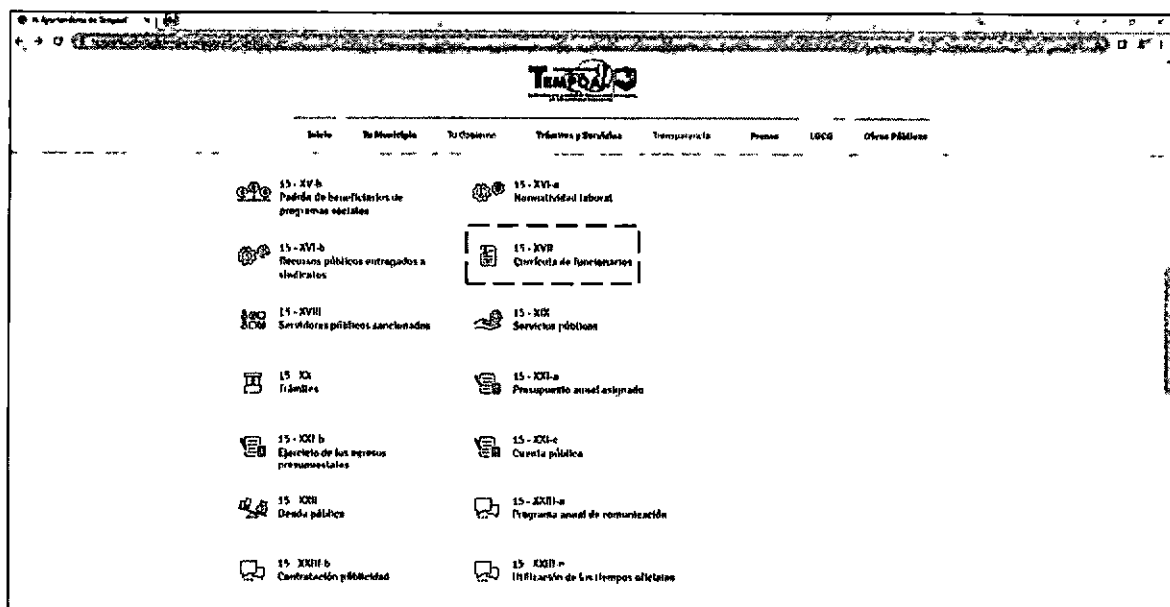 H. Ayuntamiento de Tempoal
TEMPOAL
Inicio Tu Municipio Tu Gobierno Trámites y Servicios Transparencia Prensa LGCG Obras Públicas
15 - XV-b
Padrón de beneficiarios de
programas sociales
15 - XVI-a
Normatividad laboral
15 - XVI-b
Recursos públicos entregados a
sindicatos
15 - XVII
Currícula de funcionarios
15 - XVIII
Servidores públicos sancionados
15 - XIX
Servicios públicos
15 - XX
Trámites
15 - XXI-a
Presupuesto anual asignado
15 - XXI-b
Ejercicio de los egresos
presupuestales
15 - XXI-c
Cuenta pública
15 - XXII
Deuda pública
15 - XXIII-a
Programa anual de comunicación
15 - XXIII-b
Contratación publicidad
15 - XXIII-c
Utilización de los tiempos oficiales